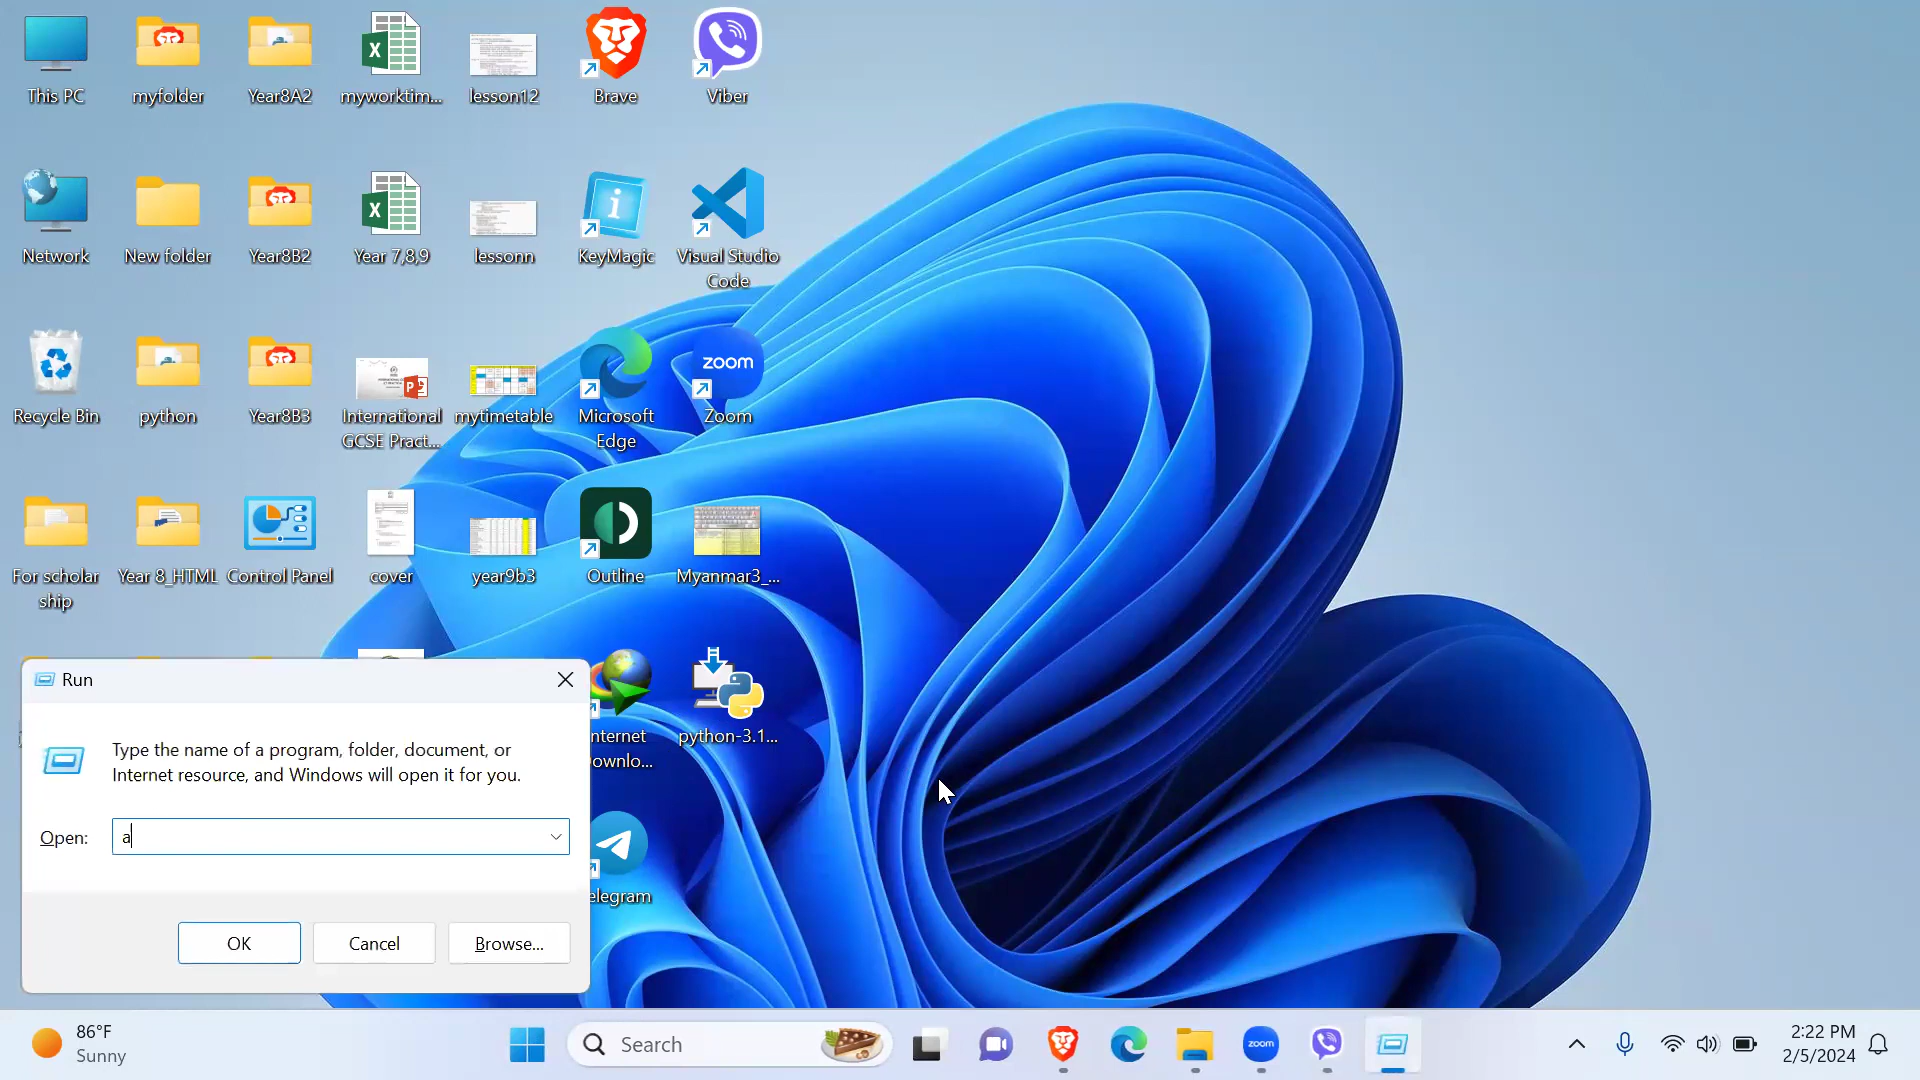 This PC
myfolder
Year8A2
myworktim...
lesson12
Brave
Viber
Network
New folder
Year8B2
Year 7,8,9
lessonn
KeyMagic
Visual Studio
Code
Recycle Bin
python
Year8B3
International
GCSE Pract...
mytimetable
Microsoft
Edge
zoom
Zoom
For scholar
ship
Year 8_HTML
Control Panel
cover
year9b3
Outline
Myanmar3_...
nternet
ownlo...
python-3.1...
elegram
Run
Type the name of a program, folder, document, or
Internet resource, and Windows will open it for you.
Open:
a
OK
Cancel
Browse...
86°F
Sunny
Search
zoom
2:22 PM
2/5/2024